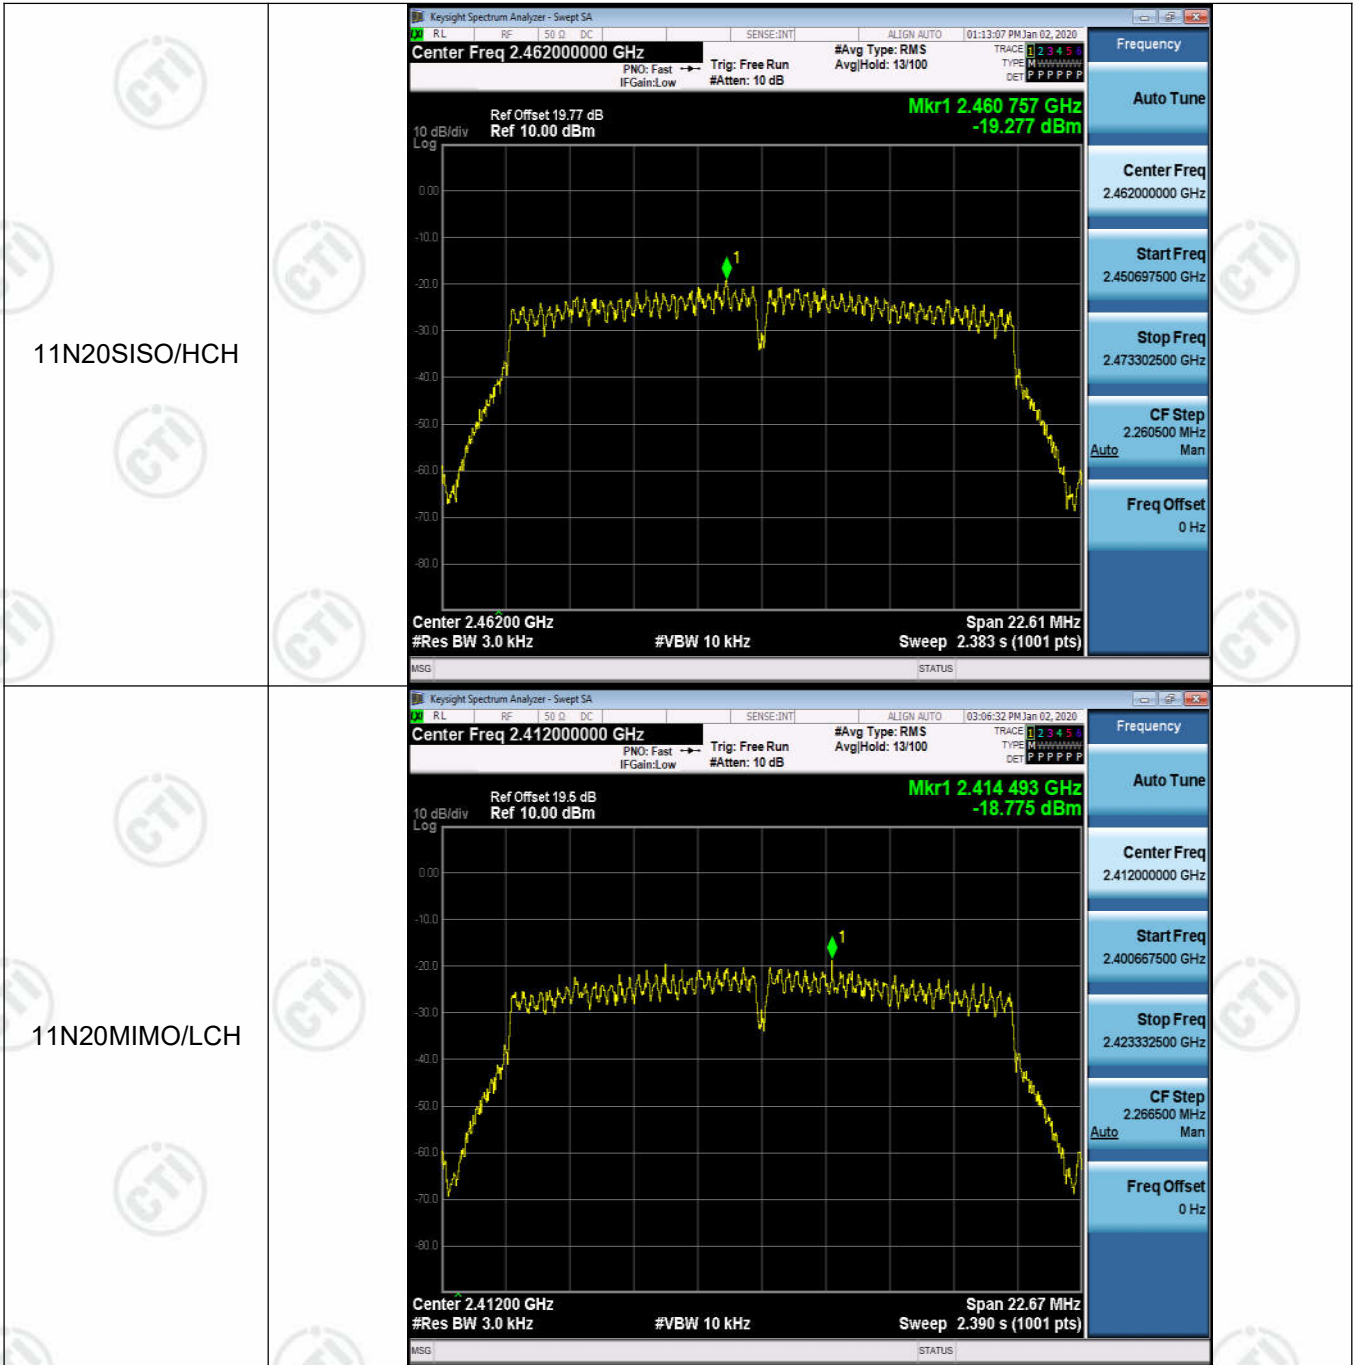 11N20SISO/HCH
Keysight Spectrum Analyzer - Swept SA
RL RF 50 Ω DC SENSE:INT ALIGN AUTO 01:13:07 PM Jan 02, 2020
Center Freq 2.462000000 GHz
PNO: Fast
IFGain:Low
Trig: Free Run
#Atten: 10 dB
#Avg Type: RMS
Avg|Hold: 13/100
TRACE 1 2 3 4 5 6
TYPE M WWWWW
DET P P P P P P
Ref Offset 19.77 dB
10 dB/div Ref 10.00 dBm
Log
Mkr1 2.460 757 GHz
-19.277 dBm
1
0.00
-10.0
-20.0
-30.0
-40.0
-50.0
-60.0
-70.0
-80.0
Center 2.46200 GHz Span 22.61 MHz
#Res BW 3.0 kHz #VBW 10 kHz Sweep 2.383 s (1001 pts)
MSG STATUS
Frequency
Auto Tune
Center Freq
2.462000000 GHz
Start Freq
2.450697500 GHz
Stop Freq
2.473302500 GHz
CF Step
2.260500 MHz
Auto Man
Freq Offset
0 Hz
11N20MIMO/LCH
Keysight Spectrum Analyzer - Swept SA
RL RF 50 Ω DC SENSE:INT ALIGN AUTO 03:06:32 PM Jan 02, 2020
Center Freq 2.412000000 GHz
PNO: Fast
IFGain:Low
Trig: Free Run
#Atten: 10 dB
#Avg Type: RMS
Avg|Hold: 13/100
TRACE 1 2 3 4 5 6
TYPE M WWWWW
DET P P P P P P
Ref Offset 19.5 dB
10 dB/div Ref 10.00 dBm
Log
Mkr1 2.414 493 GHz
-18.775 dBm
1
0.00
-10.0
-20.0
-30.0
-40.0
-50.0
-60.0
-70.0
-80.0
Center 2.41200 GHz Span 22.67 MHz
#Res BW 3.0 kHz #VBW 10 kHz Sweep 2.390 s (1001 pts)
MSG STATUS
Frequency
Auto Tune
Center Freq
2.412000000 GHz
Start Freq
2.400667500 GHz
Stop Freq
2.423332500 GHz
CF Step
2.266500 MHz
Auto Man
Freq Offset
0 Hz
CTI